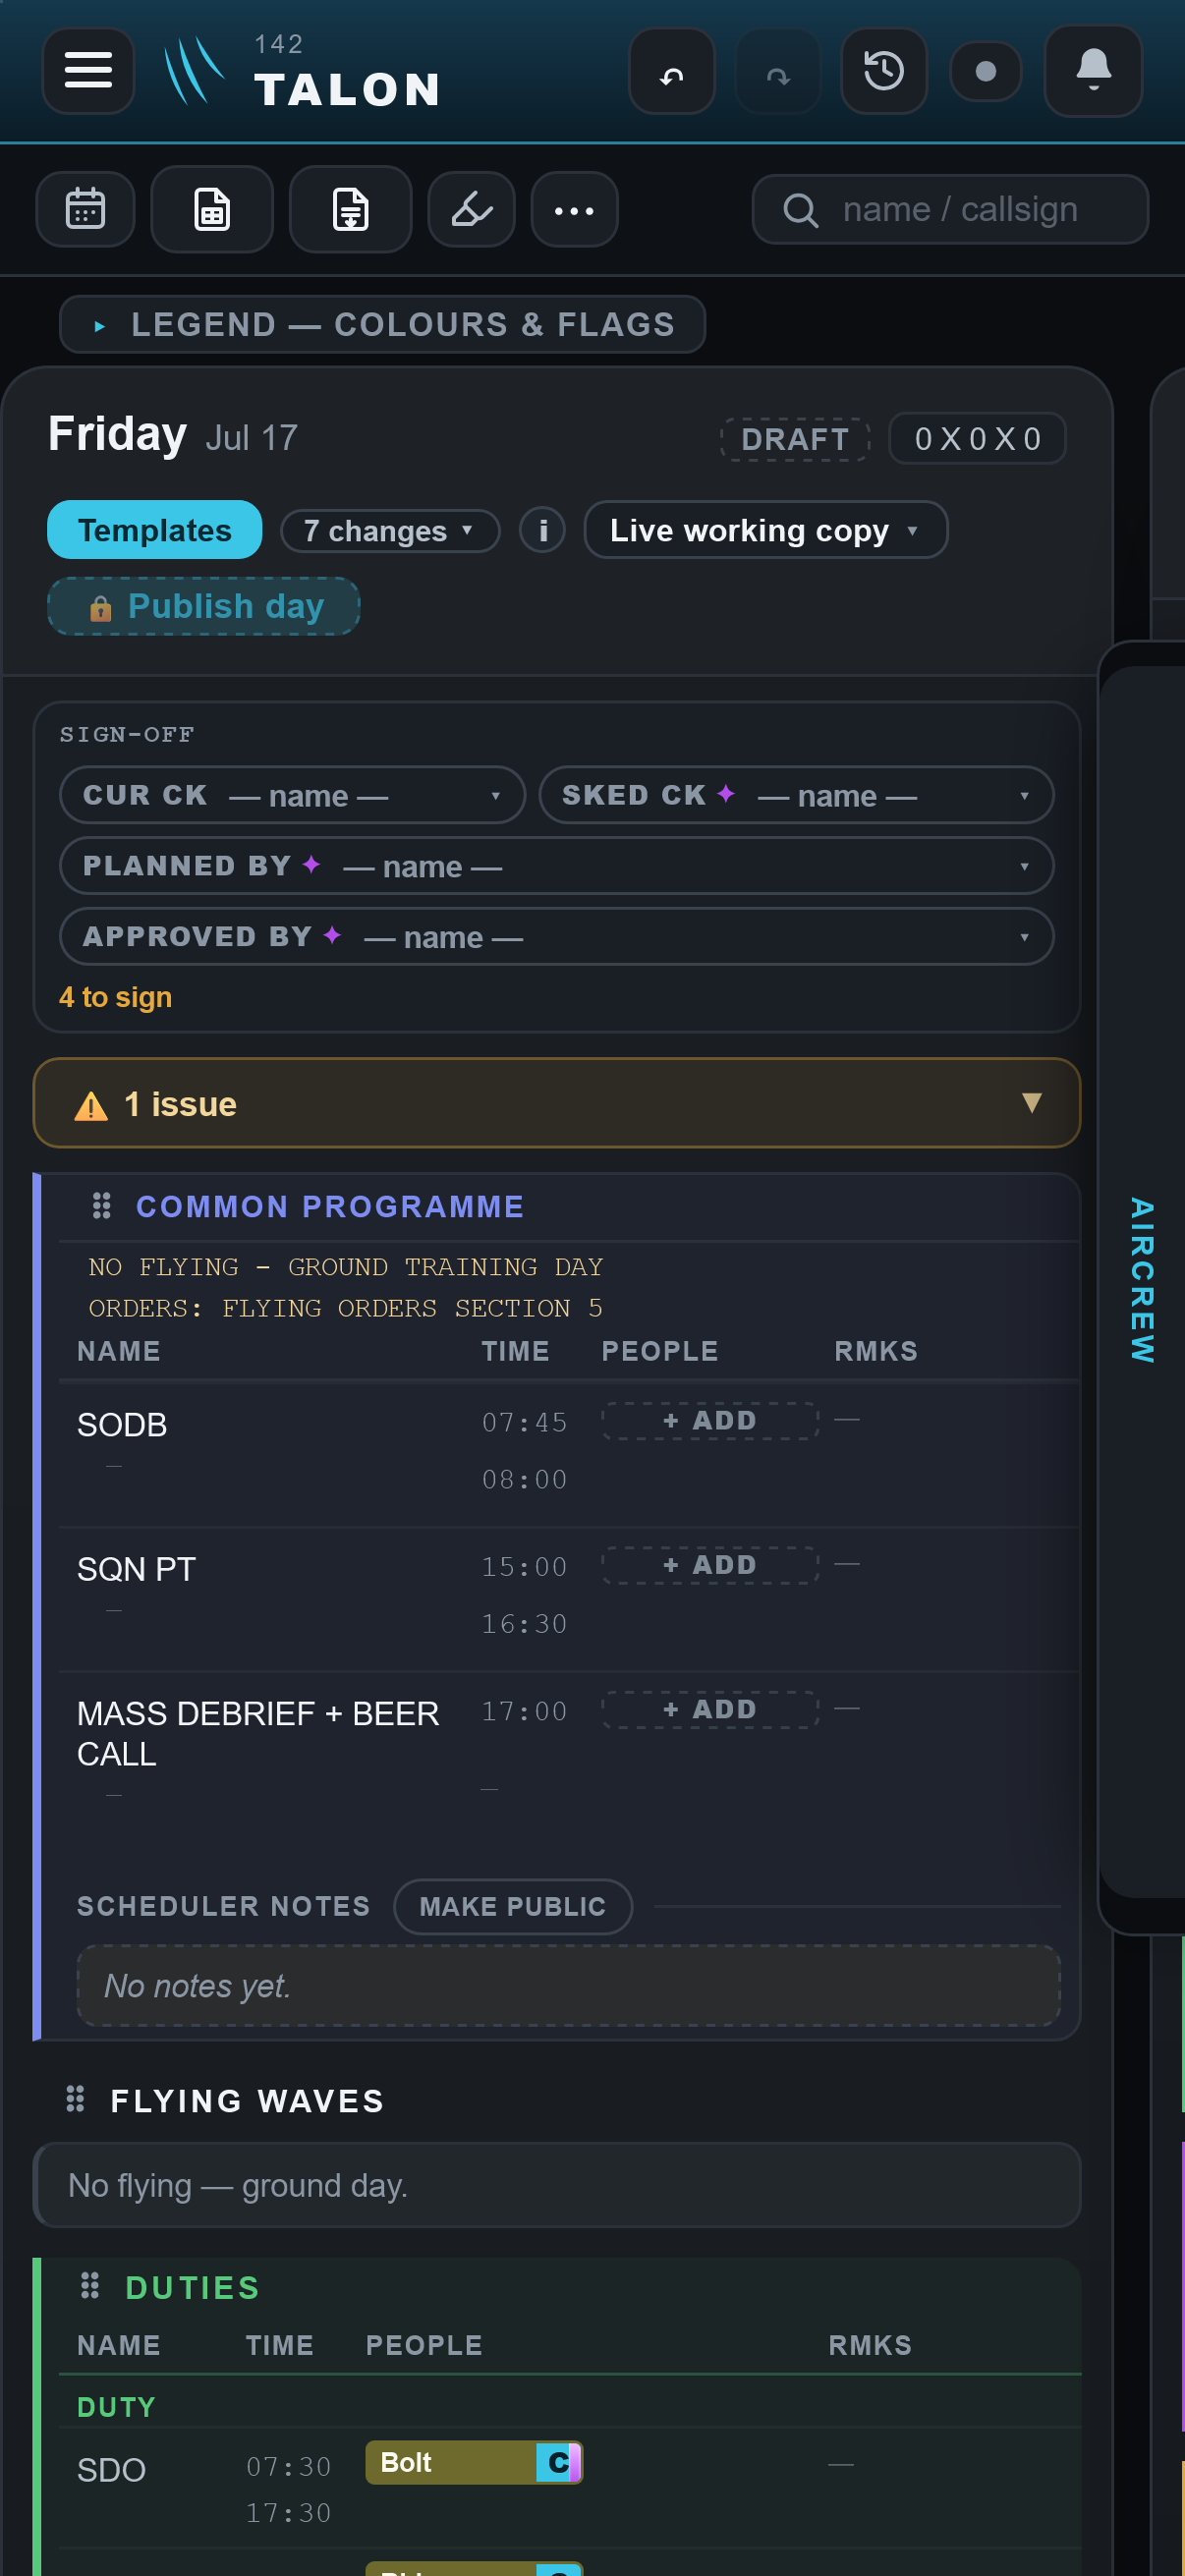 142
TALON
name / callsign
LEGEND — COLOURS & FLAGS
Friday Jul 17 DRAFT 0 X 0 X 0
Templates 7 changes i Live working copy
Publish day
SIGN-OFF
CUR CK — name — SKED CK — name —
PLANNED BY — name —
APPROVED BY — name —
4 to sign
1 issue
AIRCREW
COMMON PROGRAMME
NO FLYING - GROUND TRAINING DAY
ORDERS: FLYING ORDERS SECTION 5
NAME TIME PEOPLE RMKS
SODB 07:45 + ADD —
— 08:00
SQN PT 15:00 + ADD —
— 16:30
MASS DEBRIEF + BEER 17:00 + ADD —
CALL
— —
SCHEDULER NOTES MAKE PUBLIC
No notes yet.
FLYING WAVES
No flying — ground day.
DUTIES
NAME TIME PEOPLE RMKS
DUTY
SDO 07:30 Bolt C —
17:30